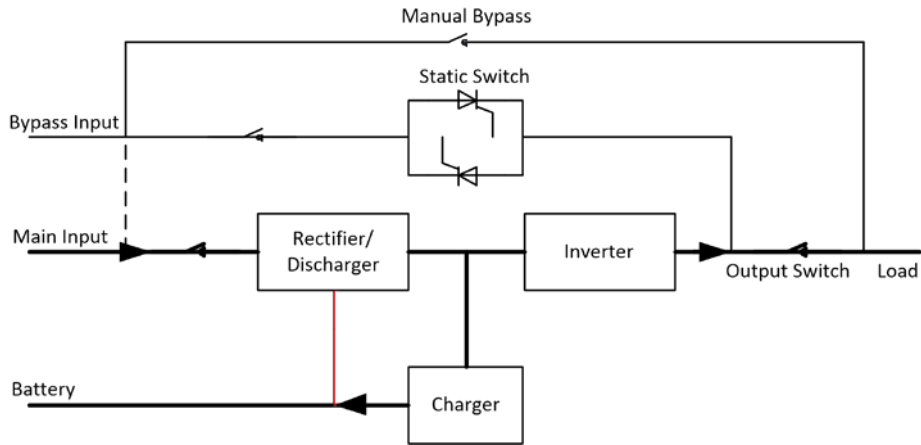 Manual Bypass
Static Switch
Bypass Input
Main Input
Rectifier/
Discharger
Inverter
Output Switch
Load
Battery
Charger